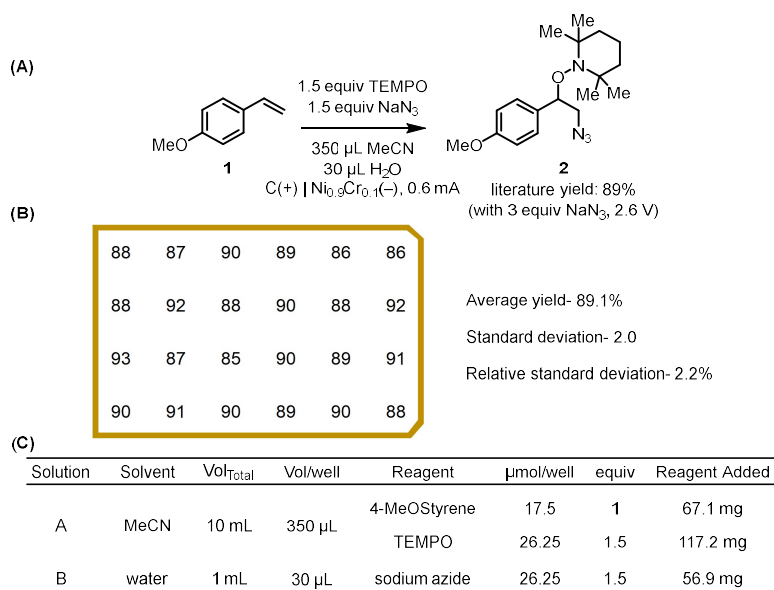 (A)
1.5 equiv TEMPO
1.5 equiv NaN3
350 µL MeCN
30 µL H2O
C(+) | Ni0.9Cr0.1(–), 0.6 mA
MeO
1
Me
Me
O
N
Me
Me
MeO
N3
2
literature yield: 89%
(with 3 equiv NaN3, 2.6 V)
(B)
88 87 90 89 86 86
88 92 88 90 88 92
93 87 85 90 89 91
90 91 90 89 90 88
Average yield- 89.1%
Standard deviation- 2.0
Relative standard deviation- 2.2%
(C)
Solution Solvent VolTotal Vol/well Reagent µmol/well equiv Reagent Added
A MeCN 10 mL 350 µL 4-MeOStyrene 17.5 1 67.1 mg
TEMPO 26.25 1.5 117.2 mg
B water 1 mL 30 µL sodium azide 26.25 1.5 56.9 mg